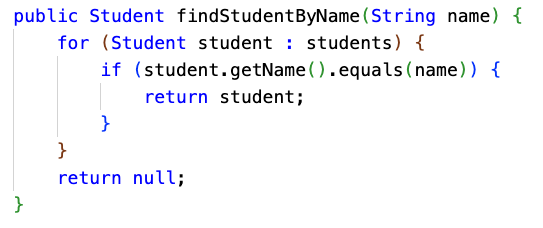 public Student findStudentByName(String name) {
    for (Student student : students) {
        if (student.getName().equals(name)) {
            return student;
        }
    }
    return null;
}